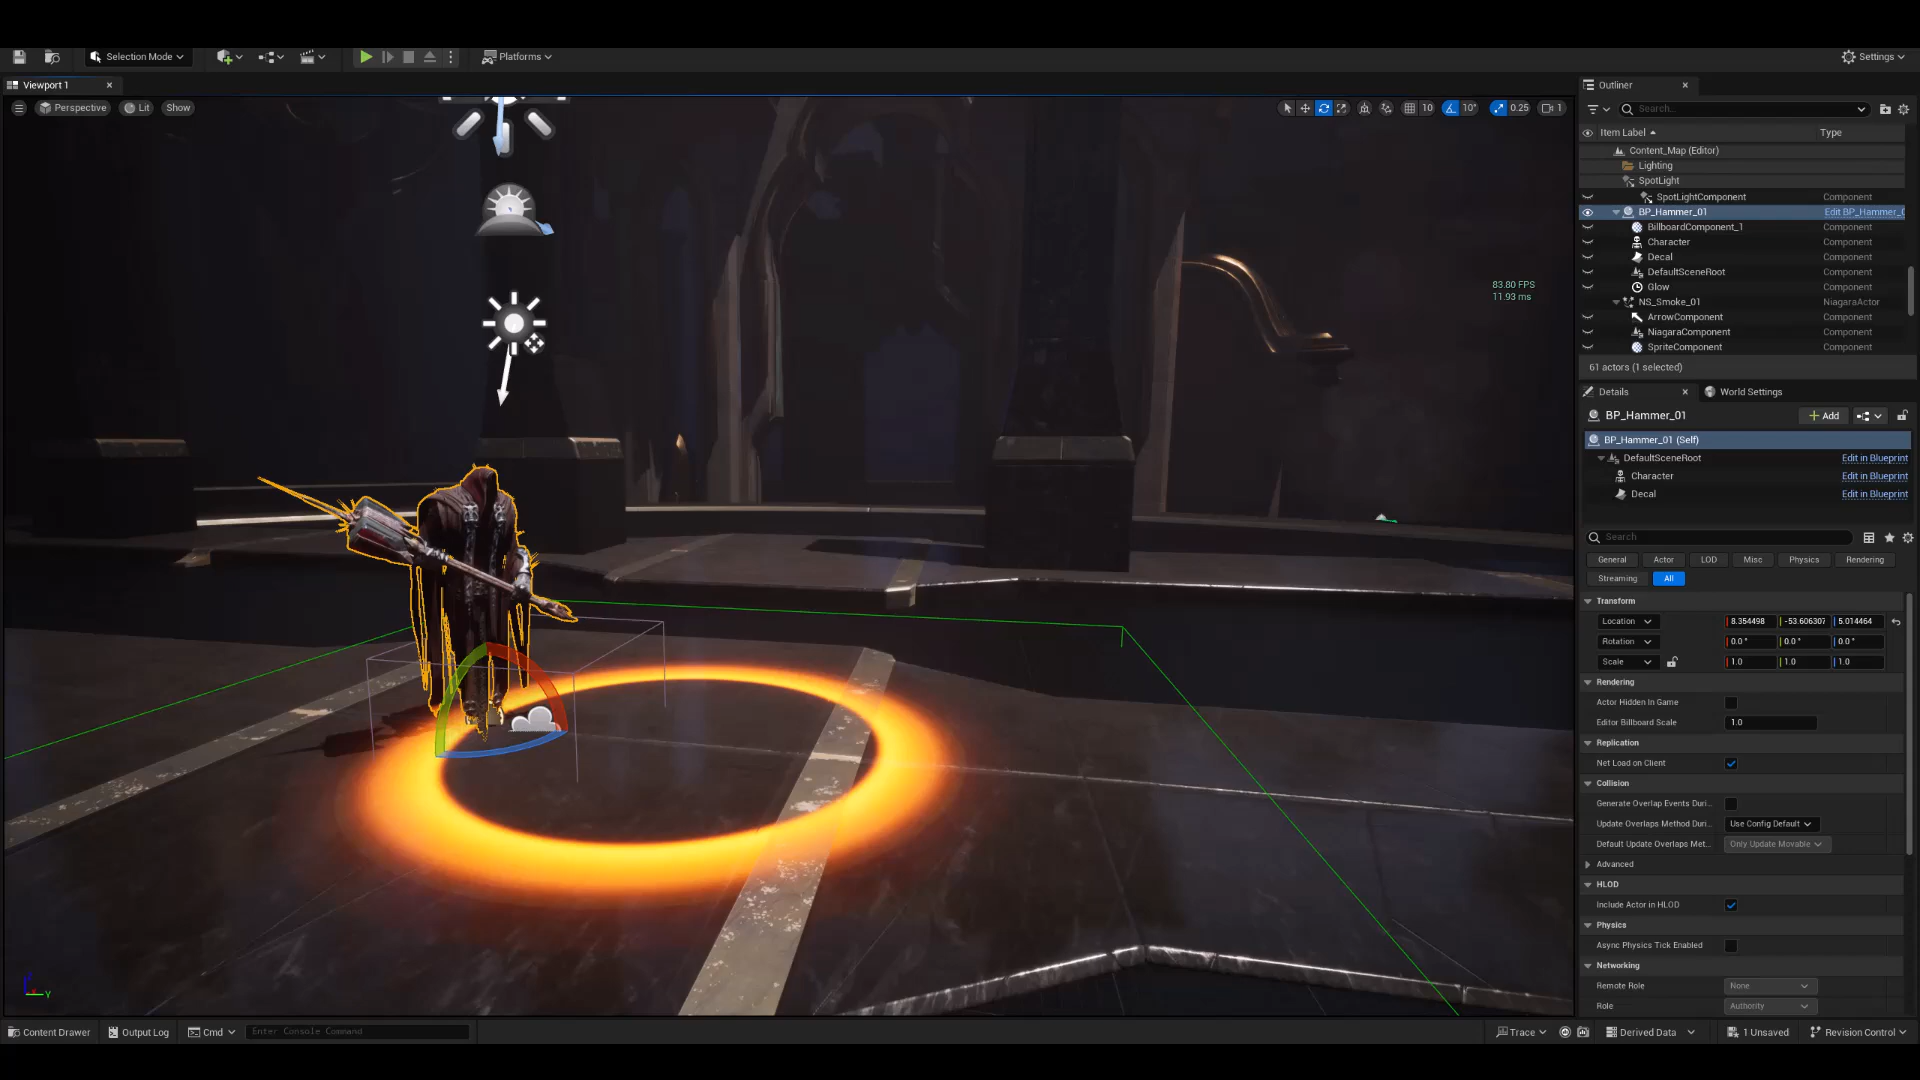 Selection Mode
Platforms
Settings
Viewport 1
Perspective
Lit
Show
10
10°
0.25
1
83.80 FPS
11.93 ms
Outliner
Search...
Item Label
Type
Content_Map (Editor)
Lighting
SpotLight
SpotLightComponent
Component
BP_Hammer_01
Edit BP_Hammer_
BillboardComponent_1
Component
Character
Component
Decal
Component
DefaultSceneRoot
Component
Glow
Component
NS_Smoke_01
NiagaraActor
ArrowComponent
Component
NiagaraComponent
Component
SpriteComponent
Component
61 actors (1 selected)
Details
World Settings
BP_Hammer_01
Add
BP_Hammer_01 (Self)
DefaultSceneRoot
Edit in Blueprint
Character
Edit in Blueprint
Decal
Edit in Blueprint
Search
General
Actor
LOD
Misc
Physics
Rendering
Streaming
All
Transform
Location
8.354498
-53.606307
5.014464
Rotation
0.0 °
0.0 °
0.0 °
Scale
1.0
1.0
1.0
Rendering
Actor Hidden In Game
Editor Billboard Scale
1.0
Replication
Net Load on Client
Collision
Generate Overlap Events Duri...
Update Overlaps Method Duri...
Use Config Default
Default Update Overlaps Met...
Only Update Movable
Advanced
HLOD
Include Actor in HLOD
Physics
Async Physics Tick Enabled
Networking
Remote Role
None
Role
Authority
Y
Content Drawer
Output Log
Cmd
Enter Console Command
Trace
Derived Data
1 Unsaved
Revision Control